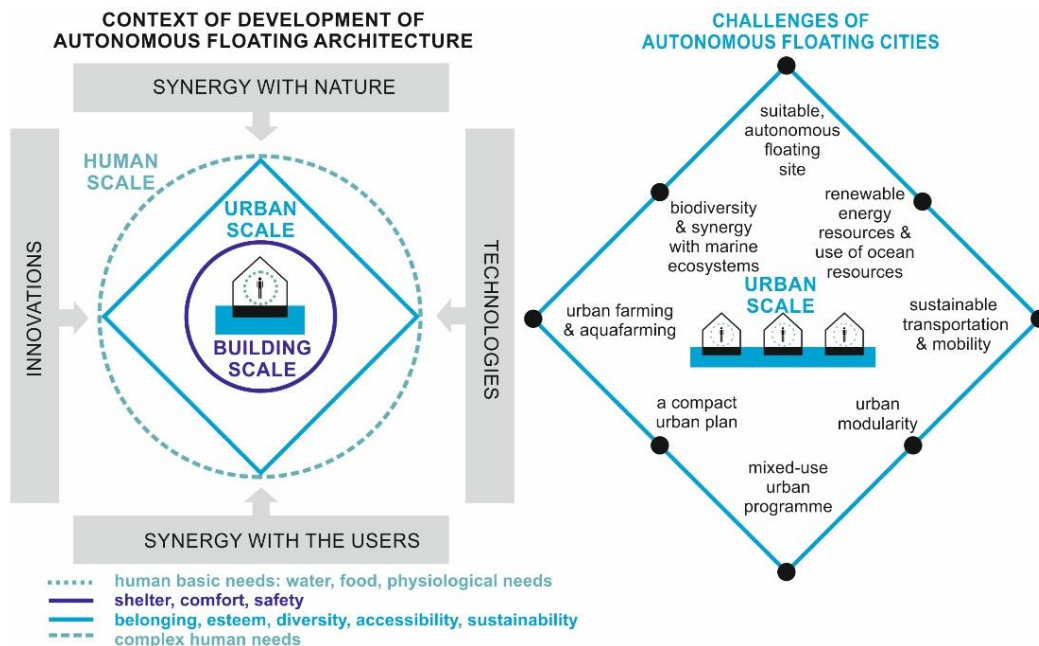 CONTEXT OF DEVELOPMENT OF
AUTONOMOUS FLOATING ARCHITECTURE
SYNERGY WITH NATURE
INNOVATIONS
HUMAN
SCALE
URBAN
SCALE
BUILDING
SCALE
TECHNOLOGIES
SYNERGY WITH THE USERS
human basic needs: water, food, physiological needs
shelter, comfort, safety
belonging, esteem, diversity, accessibility, sustainability
complex human needs
CHALLENGES OF
AUTONOMOUS FLOATING CITIES
suitable,
autonomous
floating
site
biodiversity
& synergy
with marine
ecosystems
renewable
energy
resources &
use of ocean
resources
URBAN
SCALE
urban farming
& aquafarming
sustainable
transportation
& mobility
a compact
urban plan
urban
modularity
mixed-use
urban
programme